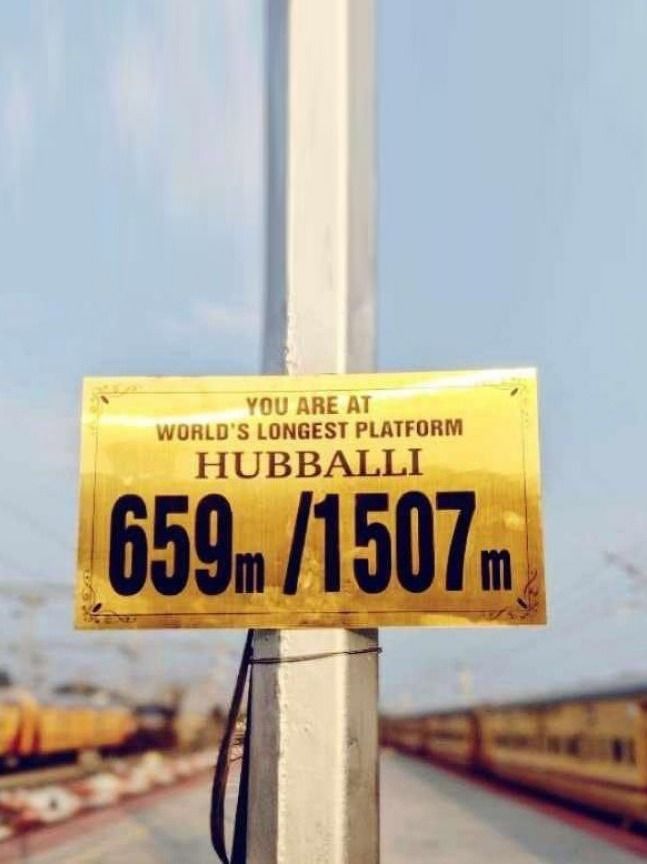 YOU ARE AT
WORLD'S LONGEST PLATFORM
HUBBALLI
659m /1507m